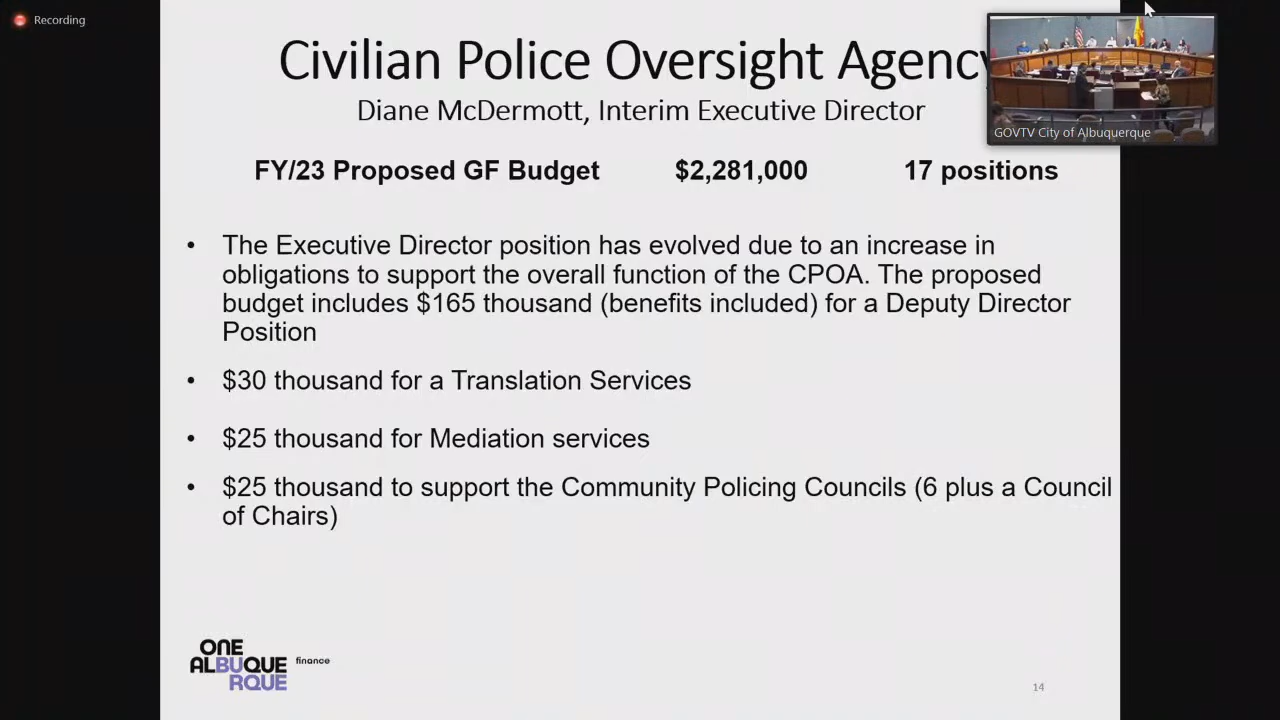 Recording
Civilian Police Oversight Agency
Diane McDermott, Interim Executive Director
GOVTV City of Albuquerque
FY/23 Proposed GF Budget $2,281,000 17 positions
• The Executive Director position has evolved due to an increase in
obligations to support the overall function of the CPOA. The proposed
budget includes $165 thousand (benefits included) for a Deputy Director
Position
• $30 thousand for a Translation Services
• $25 thousand for Mediation services
• $25 thousand to support the Community Policing Councils (6 plus a Council
of Chairs)
ONE
ALBUQUE
RQUE
finance
14